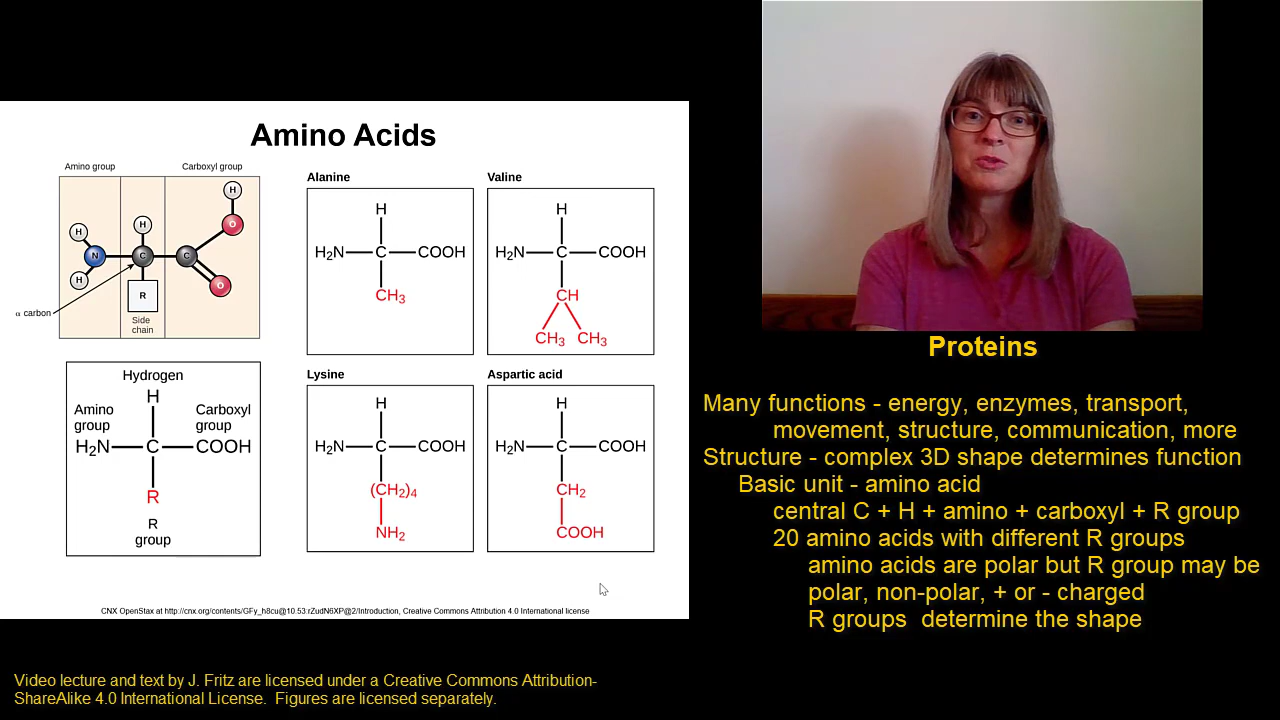 Amino Acids
Amino group
Carboxyl group
H
H
H
O
N
C
C
H
O
R
α carbon
Side
chain
Hydrogen
H
Amino
group
Carboxyl
group
H₂N C COOH
R
R
group
Alanine
H
H₂N C COOH
CH₃
Valine
H
H₂N C COOH
CH
CH₃ CH₃
Lysine
H
H₂N C COOH
(CH₂)₄
NH₂
Aspartic acid
H
H₂N C COOH
CH₂
COOH
CNX OpenStax at http://cnx.org/contents/GFy_h8cu@10.53:rZudN6XP@2/Introduction, Creative Commons Attribution 4.0 International license
Proteins
Many functions - energy, enzymes, transport,
movement, structure, communication, more
Structure - complex 3D shape determines function
Basic unit - amino acid
central C + H + amino + carboxyl + R group
20 amino acids with different R groups
amino acids are polar but R group may be
polar, non-polar, + or - charged
R groups determine the shape
Video lecture and text by J. Fritz are licensed under a Creative Commons Attribution-
ShareAlike 4.0 International License. Figures are licensed separately.